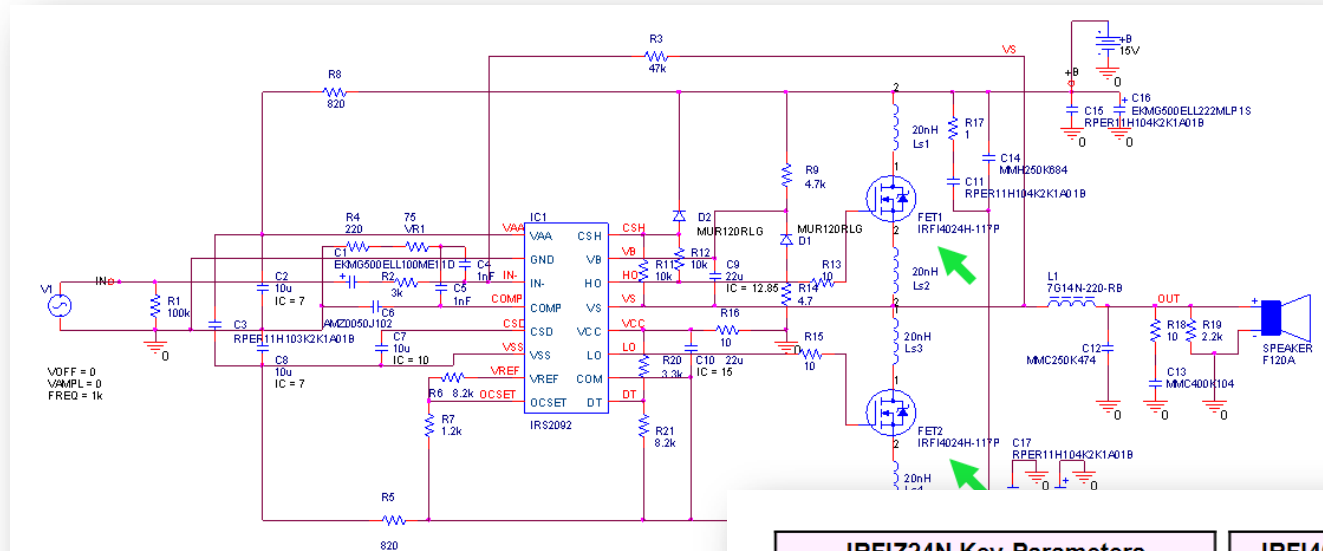 R3
47k
VS
+B
15V
0
R8
820
+B
C15
RPER11H104K2K1A01B
0
C16
EKMG500ELL222MLP1S
0
2
20nH
Ls1
1
R17
1
C14
MMH250K684
C11
RPER11H104K2K1A01B
R9
4.7k
FET1
IRFI4024H-117P
2
D2
MUR120RLG
MUR120RLG
D1
R4
220
75
VR1
C1
EKMG500ELL100ME11D
C4
1nF
R2
3k
C5
1nF
C6
AMZ0050J102
C7
10u
IC = 10
IN
V1
R1
100k
0
C2
10u
IC = 7
C3
RPER11H103K2K1A01B
C8
10u
IC = 7
VOFF = 0
VAMPL = 0
FREQ = 1k
IC1
VAA
VAA
GND
IN-
IN-
COMP
COMP
CSD
CSD
VSS
VSS
VREF
VREF
OCSET
OCSET
CSH
CSH
VB
VB
HO
HO
VS
VS
VCC
VCC
LO
LO
COM
DT
DT
IRS2092
R11
10k
R12
10k
C9
22u
IC = 12.85
R13
10
R14
4.7
0
R16
10
R15
10
R20
3.3k
C10
22u
IC = 15
R6
8.2k
R7
1.2k
R21
8.2k
R5
820
20nH
Ls2
2
20nH
Ls3
1
FET2
IRFI4024H-117P
2
20nH
L1
7G14N-220-RB
OUT
C12
MMC250K474
0
R18
10
R19
2.2k
C13
MMC400K104
0
0
+
-
SPEAKER
F120A
C17
RPER11H104K2K1A01B
0
0
IRFIZ24N Key Parameters